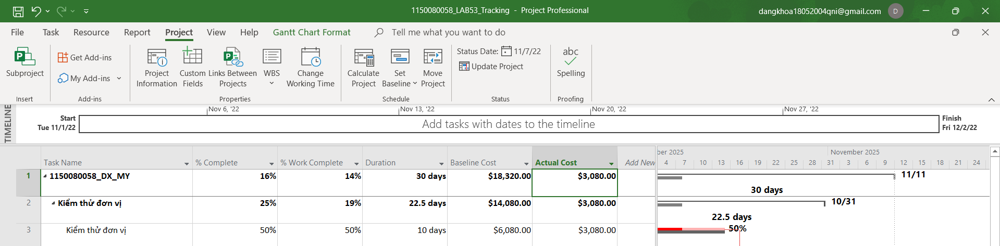 1150080058_LAB53_Tracking - Project Professional
dangkhoa18052004qni@gmail.com
D
File Task Resource Report Project View Help Gantt Chart Format Tell me what you want to do
Subproject
Insert
Get Add-ins
My Add-ins
Add-ins
Project Information
Custom Fields
Links Between Projects
WBS
Change Working Time
Properties
Calculate Project
Set Baseline
Move Project
Schedule
Status Date: 11/7/22
Update Project
Status
abc
Spelling
Proofing
TIMELINE
Nov 6, '22 Nov 13, '22 Nov 20, '22 Nov 27, '22
Start
Tue 11/1/22
Add tasks with dates to the timeline
Finish
Fri 12/2/22
Task Name % Complete % Work Complete Duration Baseline Cost Actual Cost Add New
ber 2025 November 2025
4 7 10 13 16 19 22 25 28 31 3 6 9 12 15 18 21 24
1 1150080058_DX_MY 16% 14% 30 days $18,320.00 $3,080.00
11/11
30 days
2 Kiểm thử đơn vị 25% 19% 22.5 days $14,080.00 $3,080.00
10/31
22.5 days
3 Kiểm thử đơn vị 50% 50% 10 days $6,080.00 $3,080.00
50%